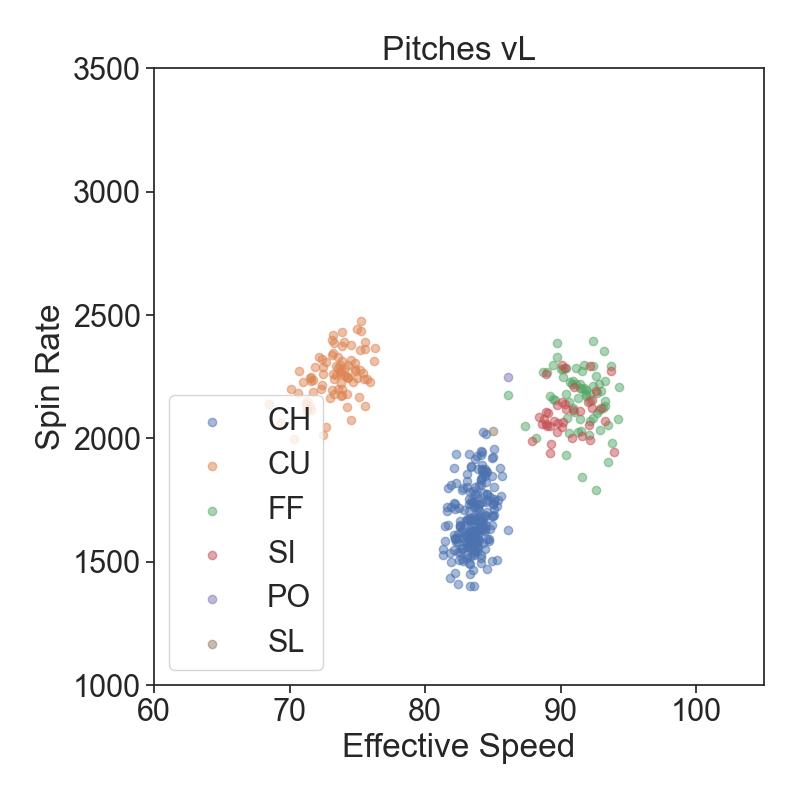 Pitches vL
3500
3000
2500
2000
1500
1000
Spin Rate
CH
CU
FF
SI
PO
SL
60 70 80 90 100
Effective Speed